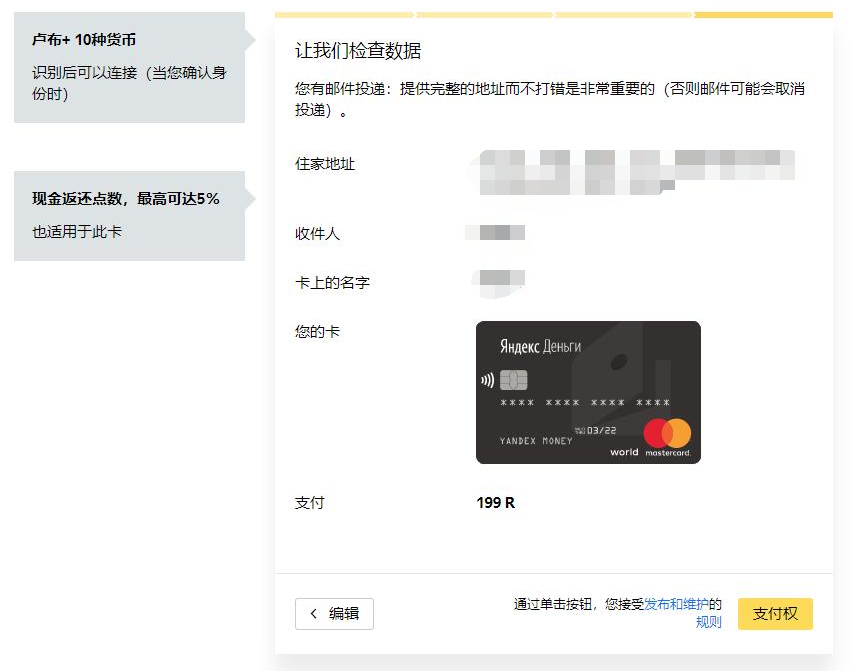 卢布+ 10种货币
识别后可以连接（当您确认身
份时）
现金返还点数，最高可达5%
也适用于此卡
让我们检查数据
您有邮件投递：提供完整的地址而不打错是非常重要的（否则邮件可能会取消
投递）。
住家地址
收件人
卡上的名字
您的卡
Яндекс Деньги
**** **** **** ****
03/22
YANDEX MONEY
world mastercard.
支付
199 R
编辑
通过单击按钮，您接受发布和维护的
规则
支付权